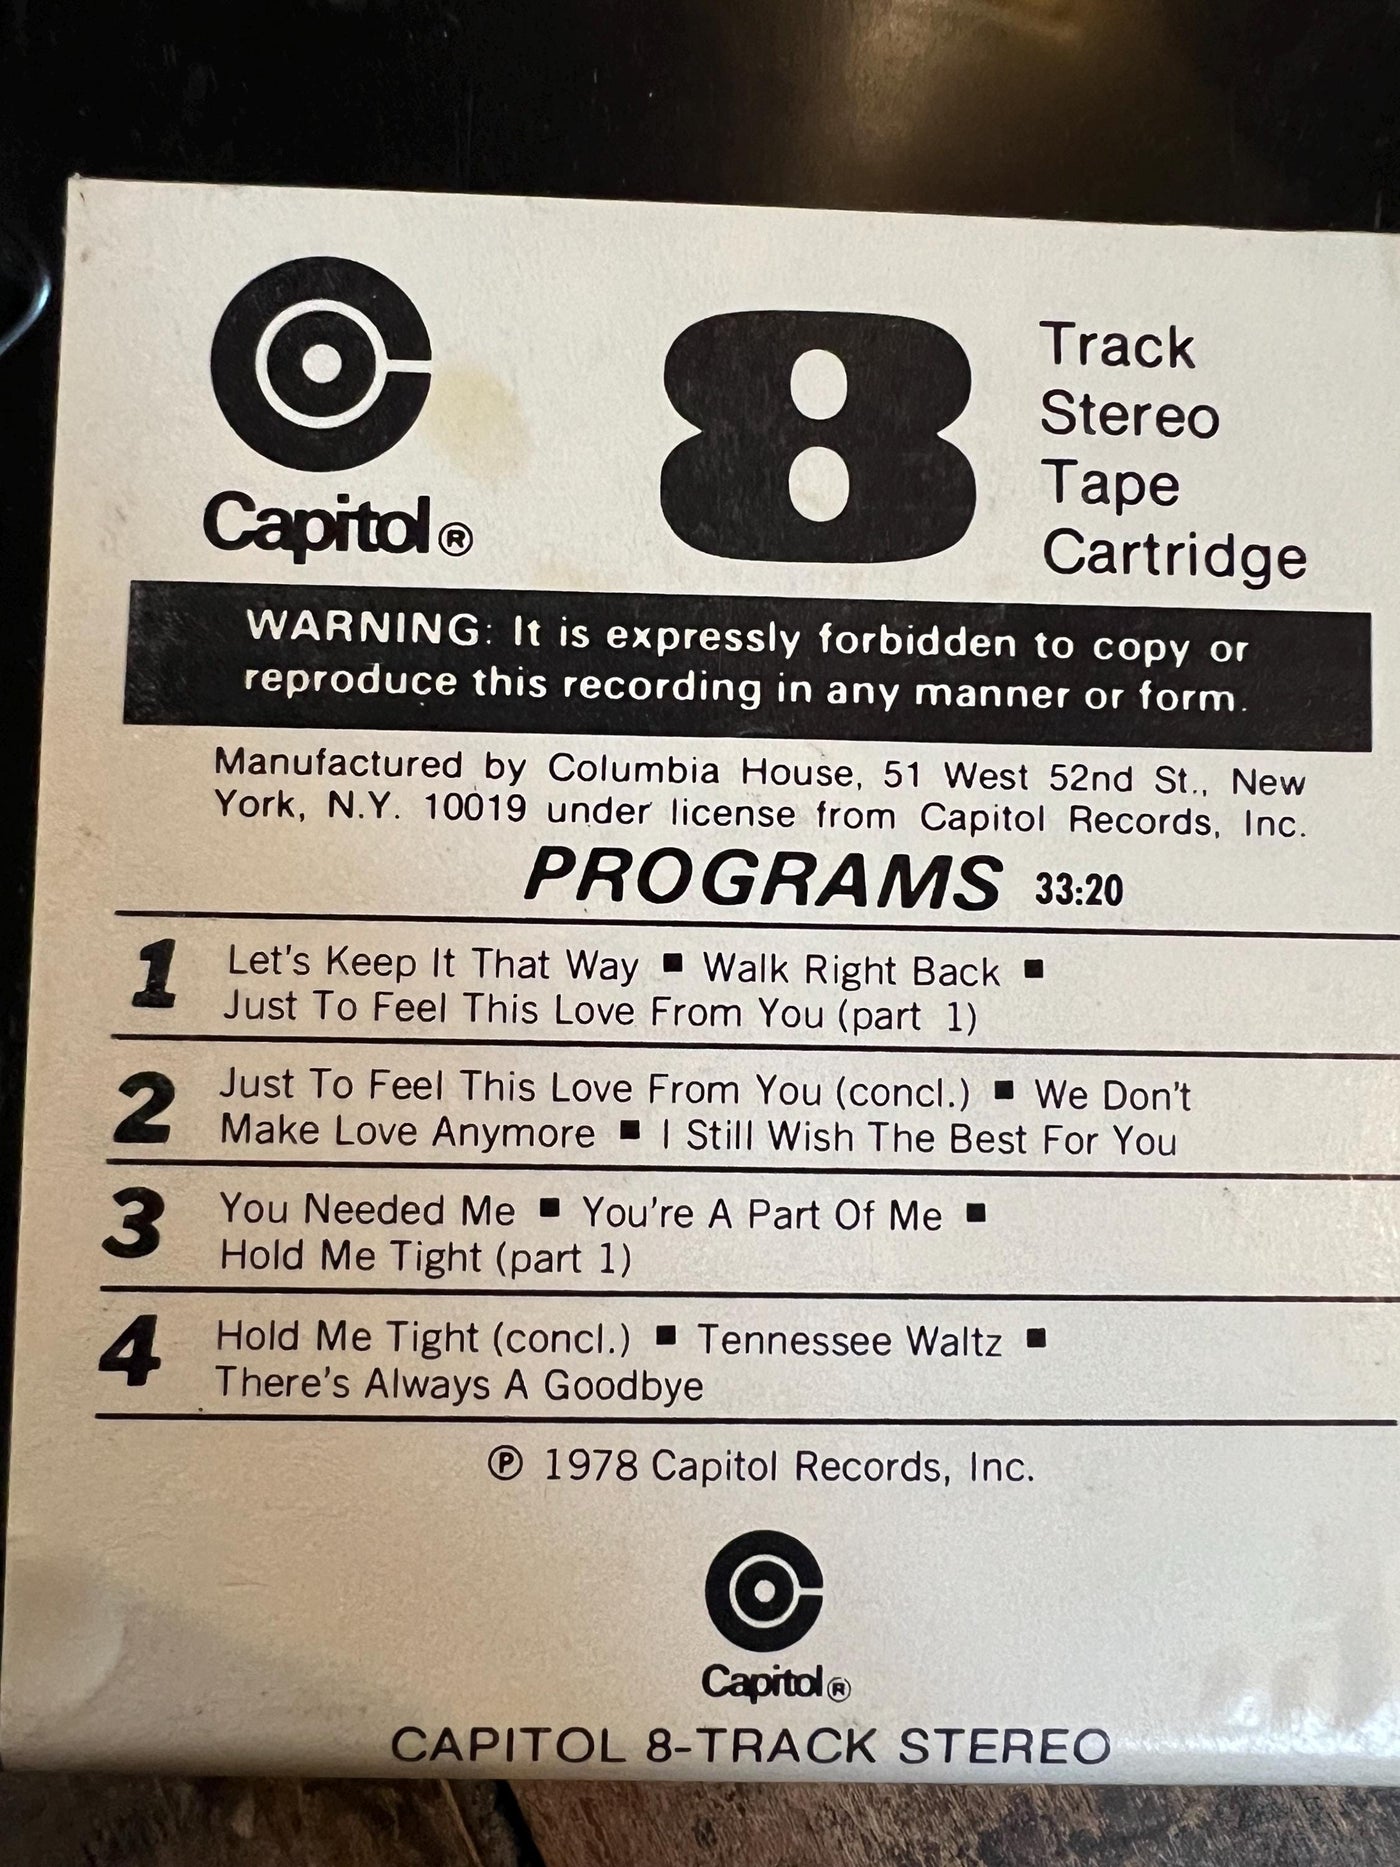 Capitol®
8
Track
Stereo
Tape
Cartridge
WARNING: It is expressly forbidden to copy or
reproduce this recording in any manner or form.
Manufactured by Columbia House, 51 West 52nd St., New
York, N.Y. 10019 under license from Capitol Records, Inc.
PROGRAMS 33:20
1 Let's Keep It That Way ■ Walk Right Back ■
Just To Feel This Love From You (part 1)
2 Just To Feel This Love From You (concl.) ■ We Don't
Make Love Anymore ■ I Still Wish The Best For You
3 You Needed Me ■ You're A Part Of Me ■
Hold Me Tight (part 1)
4 Hold Me Tight (concl.) ■ Tennessee Waltz ■
There's Always A Goodbye
℗ 1978 Capitol Records, Inc.
Capitol®
CAPITOL 8-TRACK STEREO